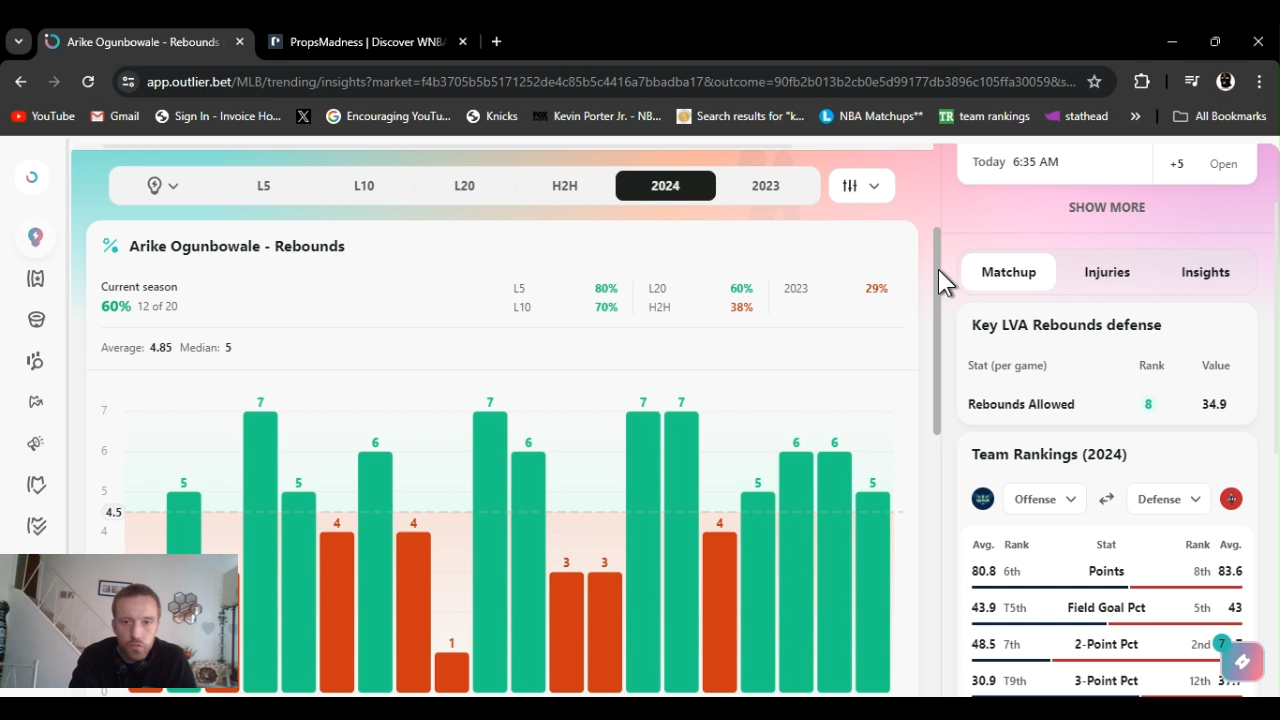 Arike Ogunbowale - Rebounds
PropsMadness | Discover WNB
app.outlier.bet/MLB/trending/insights?market=f4b3705b5b5171252de4c85b5c4416a7bbadba17&outcome=90fb2b013b2cb0e5d99177db3896c105ffa30059&s...
YouTube
Gmail
Sign In - Invoice Ho...
Encouraging YouTu...
Knicks
Kevin Porter Jr. - NB...
Search results for "k...
NBA Matchups**
TR team rankings
stathead
All Bookmarks
L5
L10
L20
H2H
2024
2023
Arike Ogunbowale - Rebounds
Current season
60% 12 of 20
L5 80%
L10 70%
L20 60%
H2H 38%
2023 29%
Average: 4.85 Median: 5
7
6
5
4.5
4
0
5
7
5
4
6
4
1
7
6
3
3
7
7
4
5
6
6
5
Today 6:35 AM
+5 Open
SHOW MORE
Matchup
Injuries
Insights
Key LVA Rebounds defense
Stat (per game) Rank Value
Rebounds Allowed 8 34.9
Team Rankings (2024)
Offense
Defense
Avg. Rank Stat Rank Avg.
80.8 6th Points 8th 83.6
43.9 T5th Field Goal Pct 5th 43
48.5 7th 2-Point Pct 2nd
7
30.9 T9th 3-Point Pct 12th